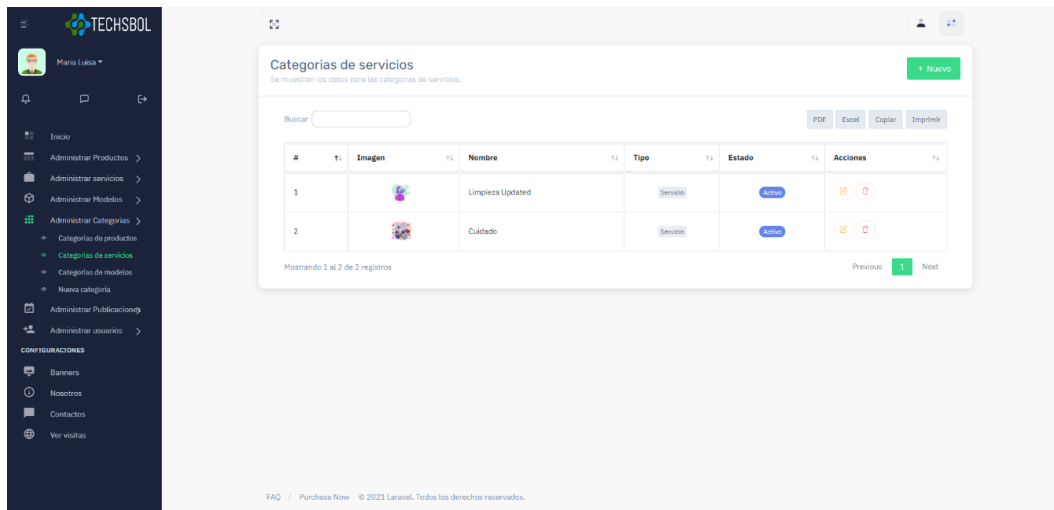 TECHSBOL
Maria Luisa
Inicio
Administrar Productos
Administrar servicios
Administrar Modelos
Administrar Categorias
Categorias de productos
Categorias de servicios
Categorias de modelos
Nueva categoria
Administrar Publicaciones
Administrar usuarios
CONFIGURACIONES
Banners
Nosotros
Contactos
Ver visitas
Categorias de servicios
+ Nuevo
Se muestran los datos para las categorias de servicios.
Buscar
PDF Excel Copiar Imprimir
# Imagen Nombre Tipo Estado Acciones
1 Limpieza Updated Servicio Activo
2 Cuidado Servicio Activo
Mostrando 1 al 2 de 2 registros
Previous 1 Next
FAQ / Purchase Now © 2021 Laravel. Todos los derechos reservados.